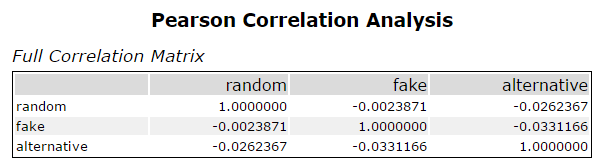 Pearson Correlation Analysis
Full Correlation Matrix
random fake alternative
random 1.0000000 -0.0023871 -0.0262367
fake -0.0023871 1.0000000 -0.0331166
alternative -0.0262367 -0.0331166 1.0000000